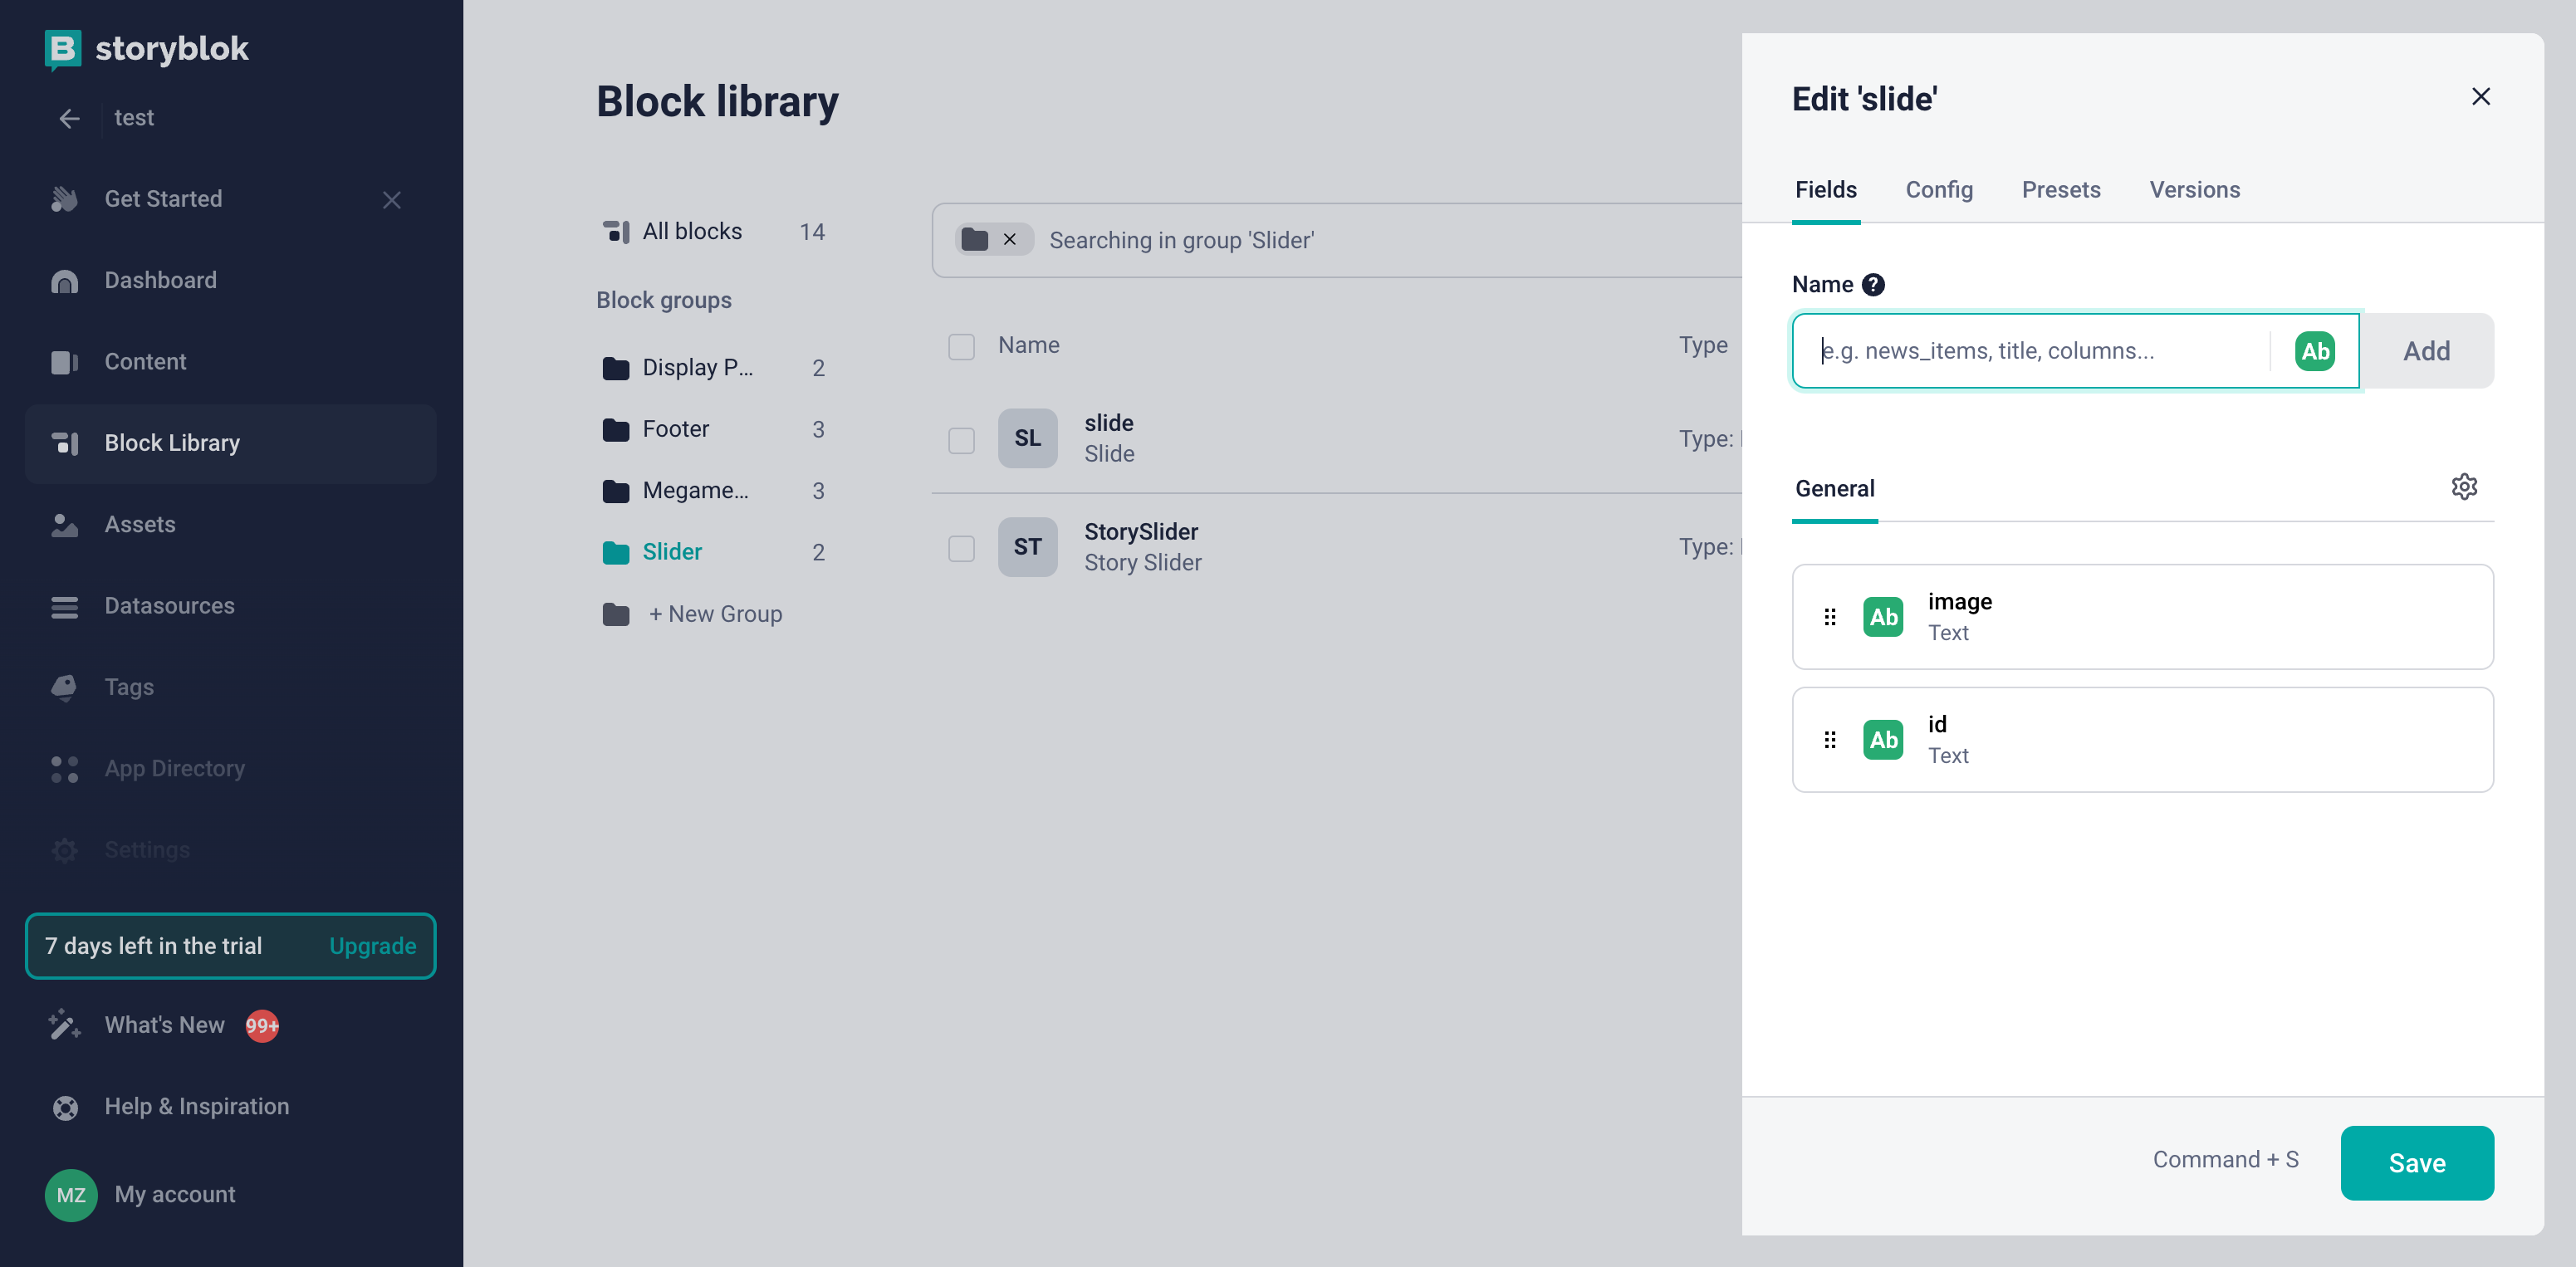 storyblok
test
Get Started
Dashboard
Content
Block Library
Assets
Datasources
Tags
App Directory
Settings
7 days left in the trial Upgrade
What's New 99+
Help & Inspiration
MZ My account
Block library
All blocks 14
Block groups
Display P... 2
Footer 3
Megame... 3
Slider 2
+ New Group
Searching in group 'Slider'
Name Type
SL
slide
Slide
Type:
ST
StorySlider
Story Slider
Type:
Edit 'slide'
Fields Config Presets Versions
Name ?
e.g. news_items, title, columns... Ab Add
General
Ab
image
Text
Ab
id
Text
Command + S Save